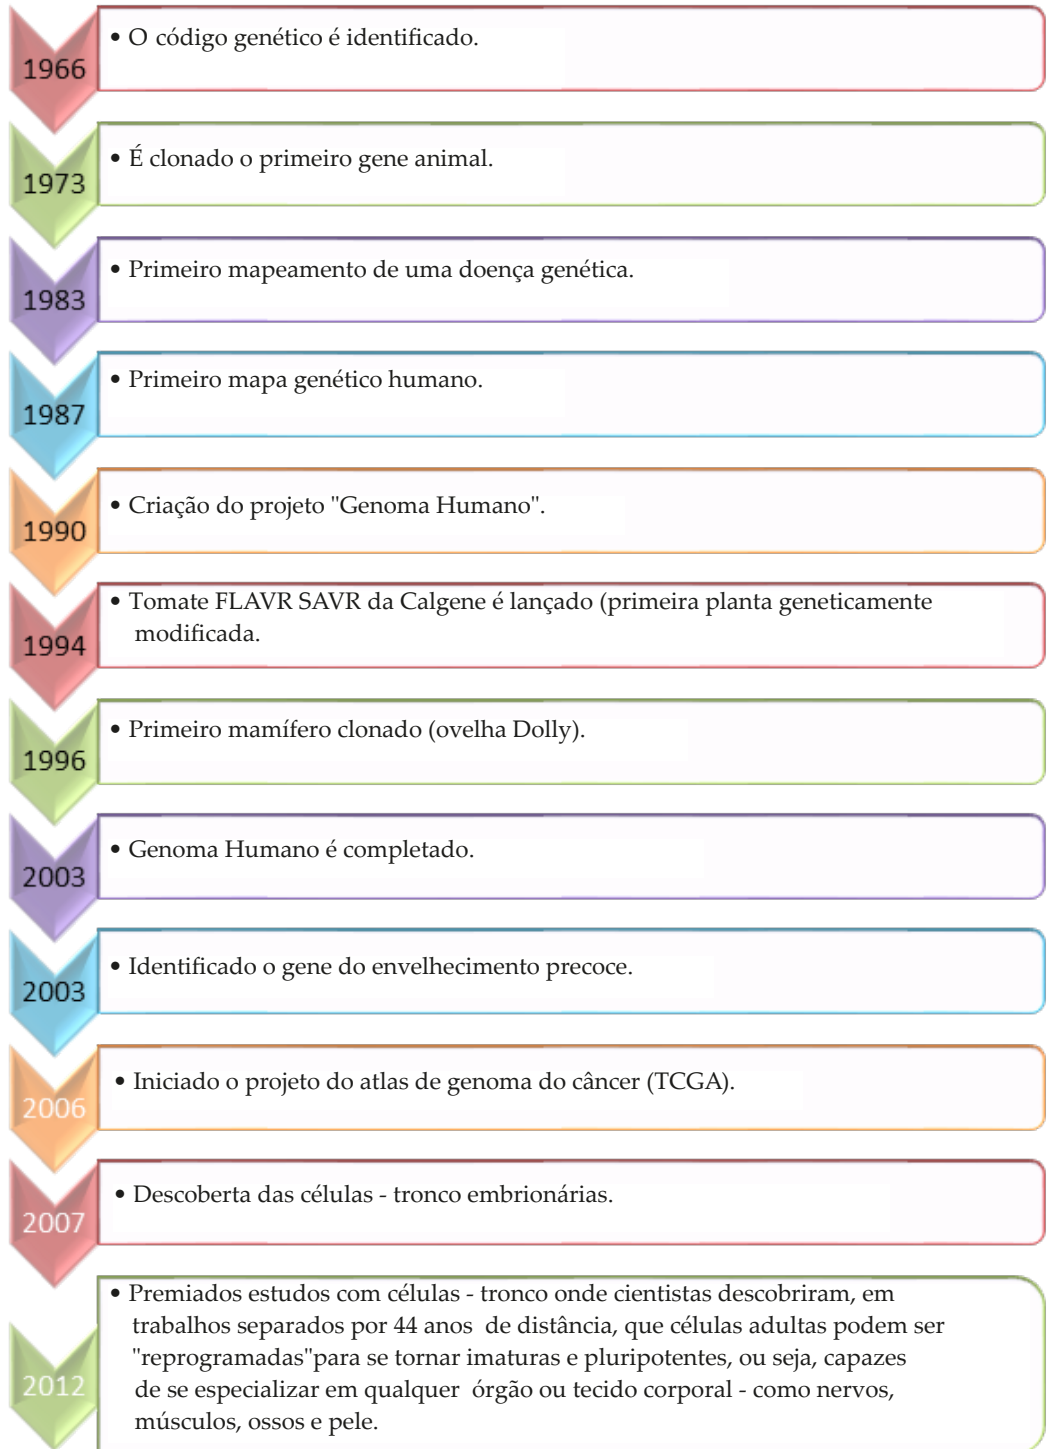 1966
• O código genético é identificado.
1973
• É clonado o primeiro gene animal.
1983
• Primeiro mapeamento de uma doença genética.
1987
• Primeiro mapa genético humano.
1990
• Criação do projeto "Genoma Humano".
1994
• Tomate FLAVR SAVR da Calgene é lançado (primeira planta geneticamente
modificada.
1996
• Primeiro mamífero clonado (ovelha Dolly).
2003
• Genoma Humano é completado.
2003
• Identificado o gene do envelhecimento precoce.
2006
• Iniciado o projeto do atlas de genoma do câncer (TCGA).
2007
• Descoberta das células - tronco embrionárias.
2012
• Premiados estudos com células - tronco onde cientistas descobriram, em
trabalhos separados por 44 anos de distância, que células adultas podem ser
"reprogramadas"para se tornar imaturas e pluripotentes, ou seja, capazes
de se especializar em qualquer órgão ou tecido corporal - como nervos,
músculos, ossos e pele.